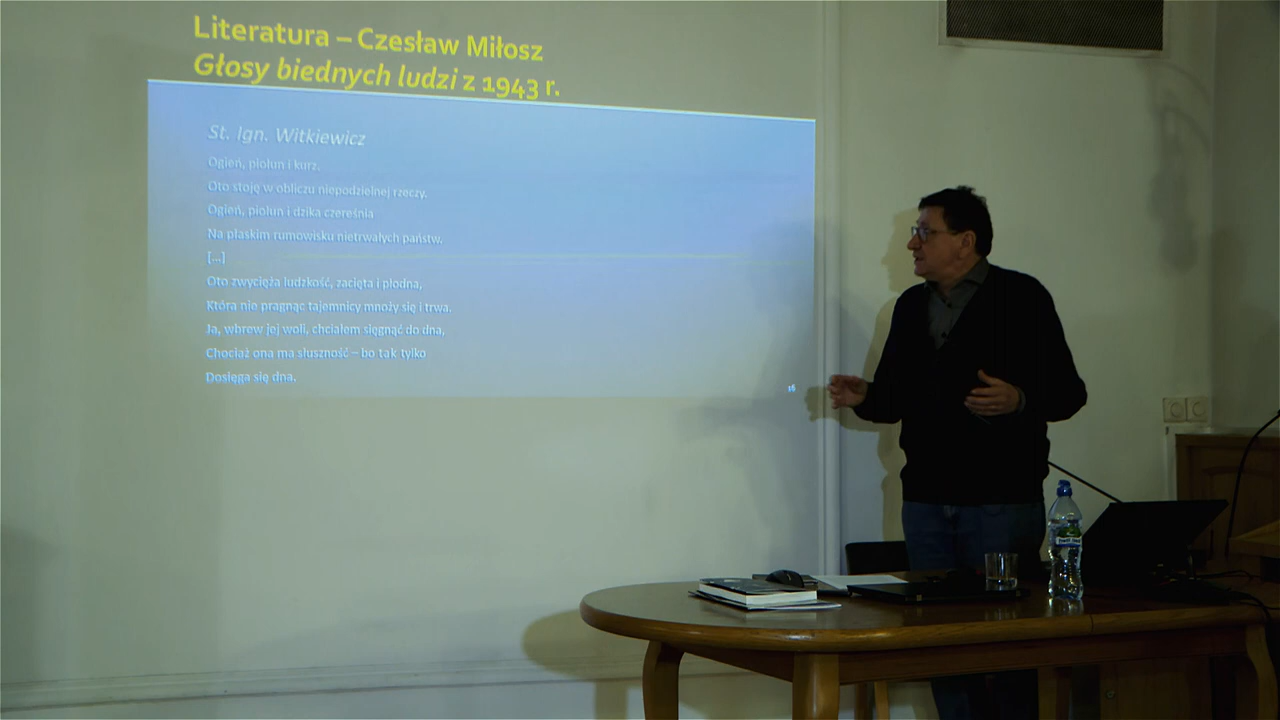 Literatura – Czesław Miłosz
Głosy biednych ludzi z 1943 r.
St. Ign. Witkiewicz
Ogień, piołun i kurz.
Oto stoję w obliczu niepodzielnej rzeczy.
Ogień, piołun i dzika czereśnia
Na płaskim rumowisku nietrwałych państw.
[...]
Oto zwycięża ludzkość, zacięta i płodna,
Która nie pragnąc tajemnicy mnoży się i trwa.
Ja, wbrew jej woli, chciałem sięgnąć do dna,
Chociaż ona ma słuszność – bo tak tylko
Dosięga się dna.
16